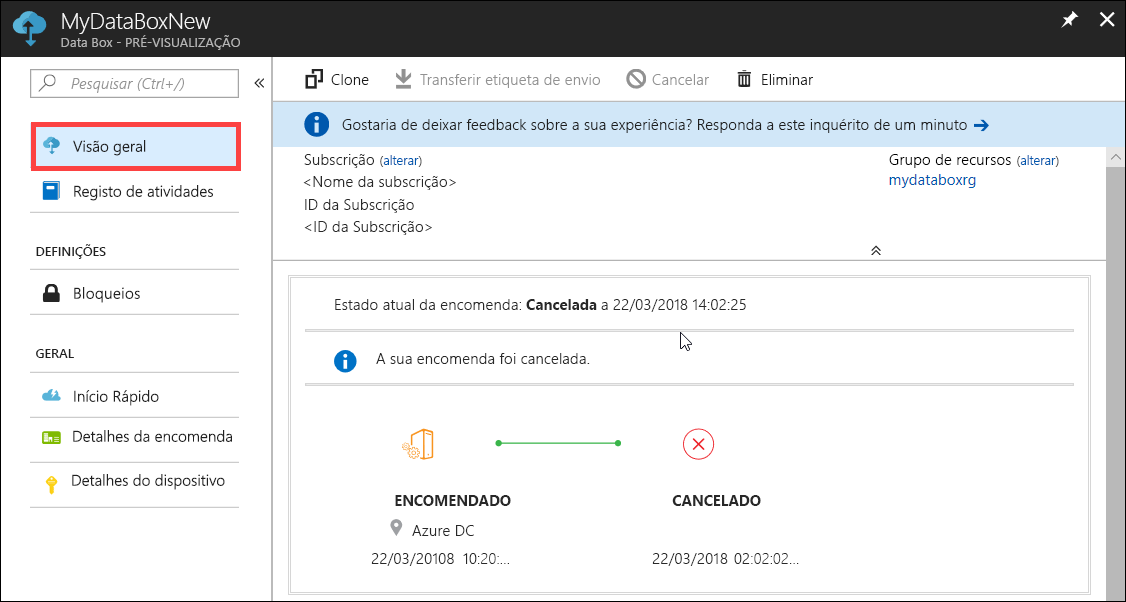 MyDataBoxNew
Data Box - PRÉ-VISUALIZAÇÃO
Pesquisar (Ctrl+/)
«
Visão geral
Registo de atividades
DEFINIÇÕES
Bloqueios
GERAL
Início Rápido
Detalhes da encomenda
Detalhes do dispositivo
Clone Transferir etiqueta de envio Cancelar Eliminar
Gostaria de deixar feedback sobre a sua experiência? Responda a este inquérito de um minuto →
Subscrição (alterar)
<Nome da subscrição>
ID da Subscrição
<ID da Subscrição>
Grupo de recursos (alterar)
mydataboxrg
Estado atual da encomenda: Cancelada a 22/03/2018 14:02:25
A sua encomenda foi cancelada.
ENCOMENDADO
Azure DC
22/03/20108 10:20:...
CANCELADO
22/03/2018 02:02:02...